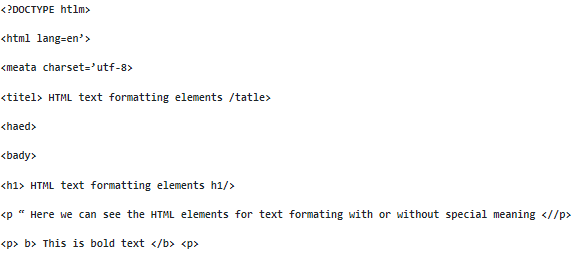 <?DOCTYPE htlm>
<html lang=en’>
<meata charset=’utf-8>
<titel> HTML text formatting elements /tatle>
<haed>
<bady>
<h1> HTML text formatting elements h1/>
<p “ Here we can see the HTML elements for text formating with or without special meaning <//p>
<p> b> This is bold text </b> <p>